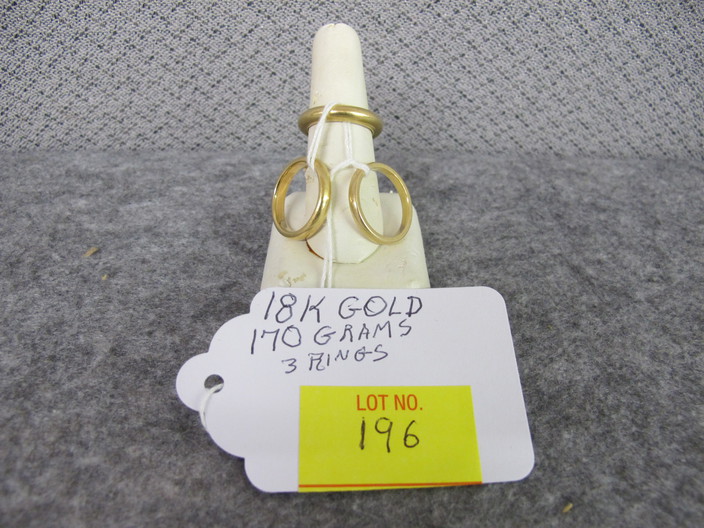 18K GOLD
170 GRAMS
3 RINGS
LOT NO.
196